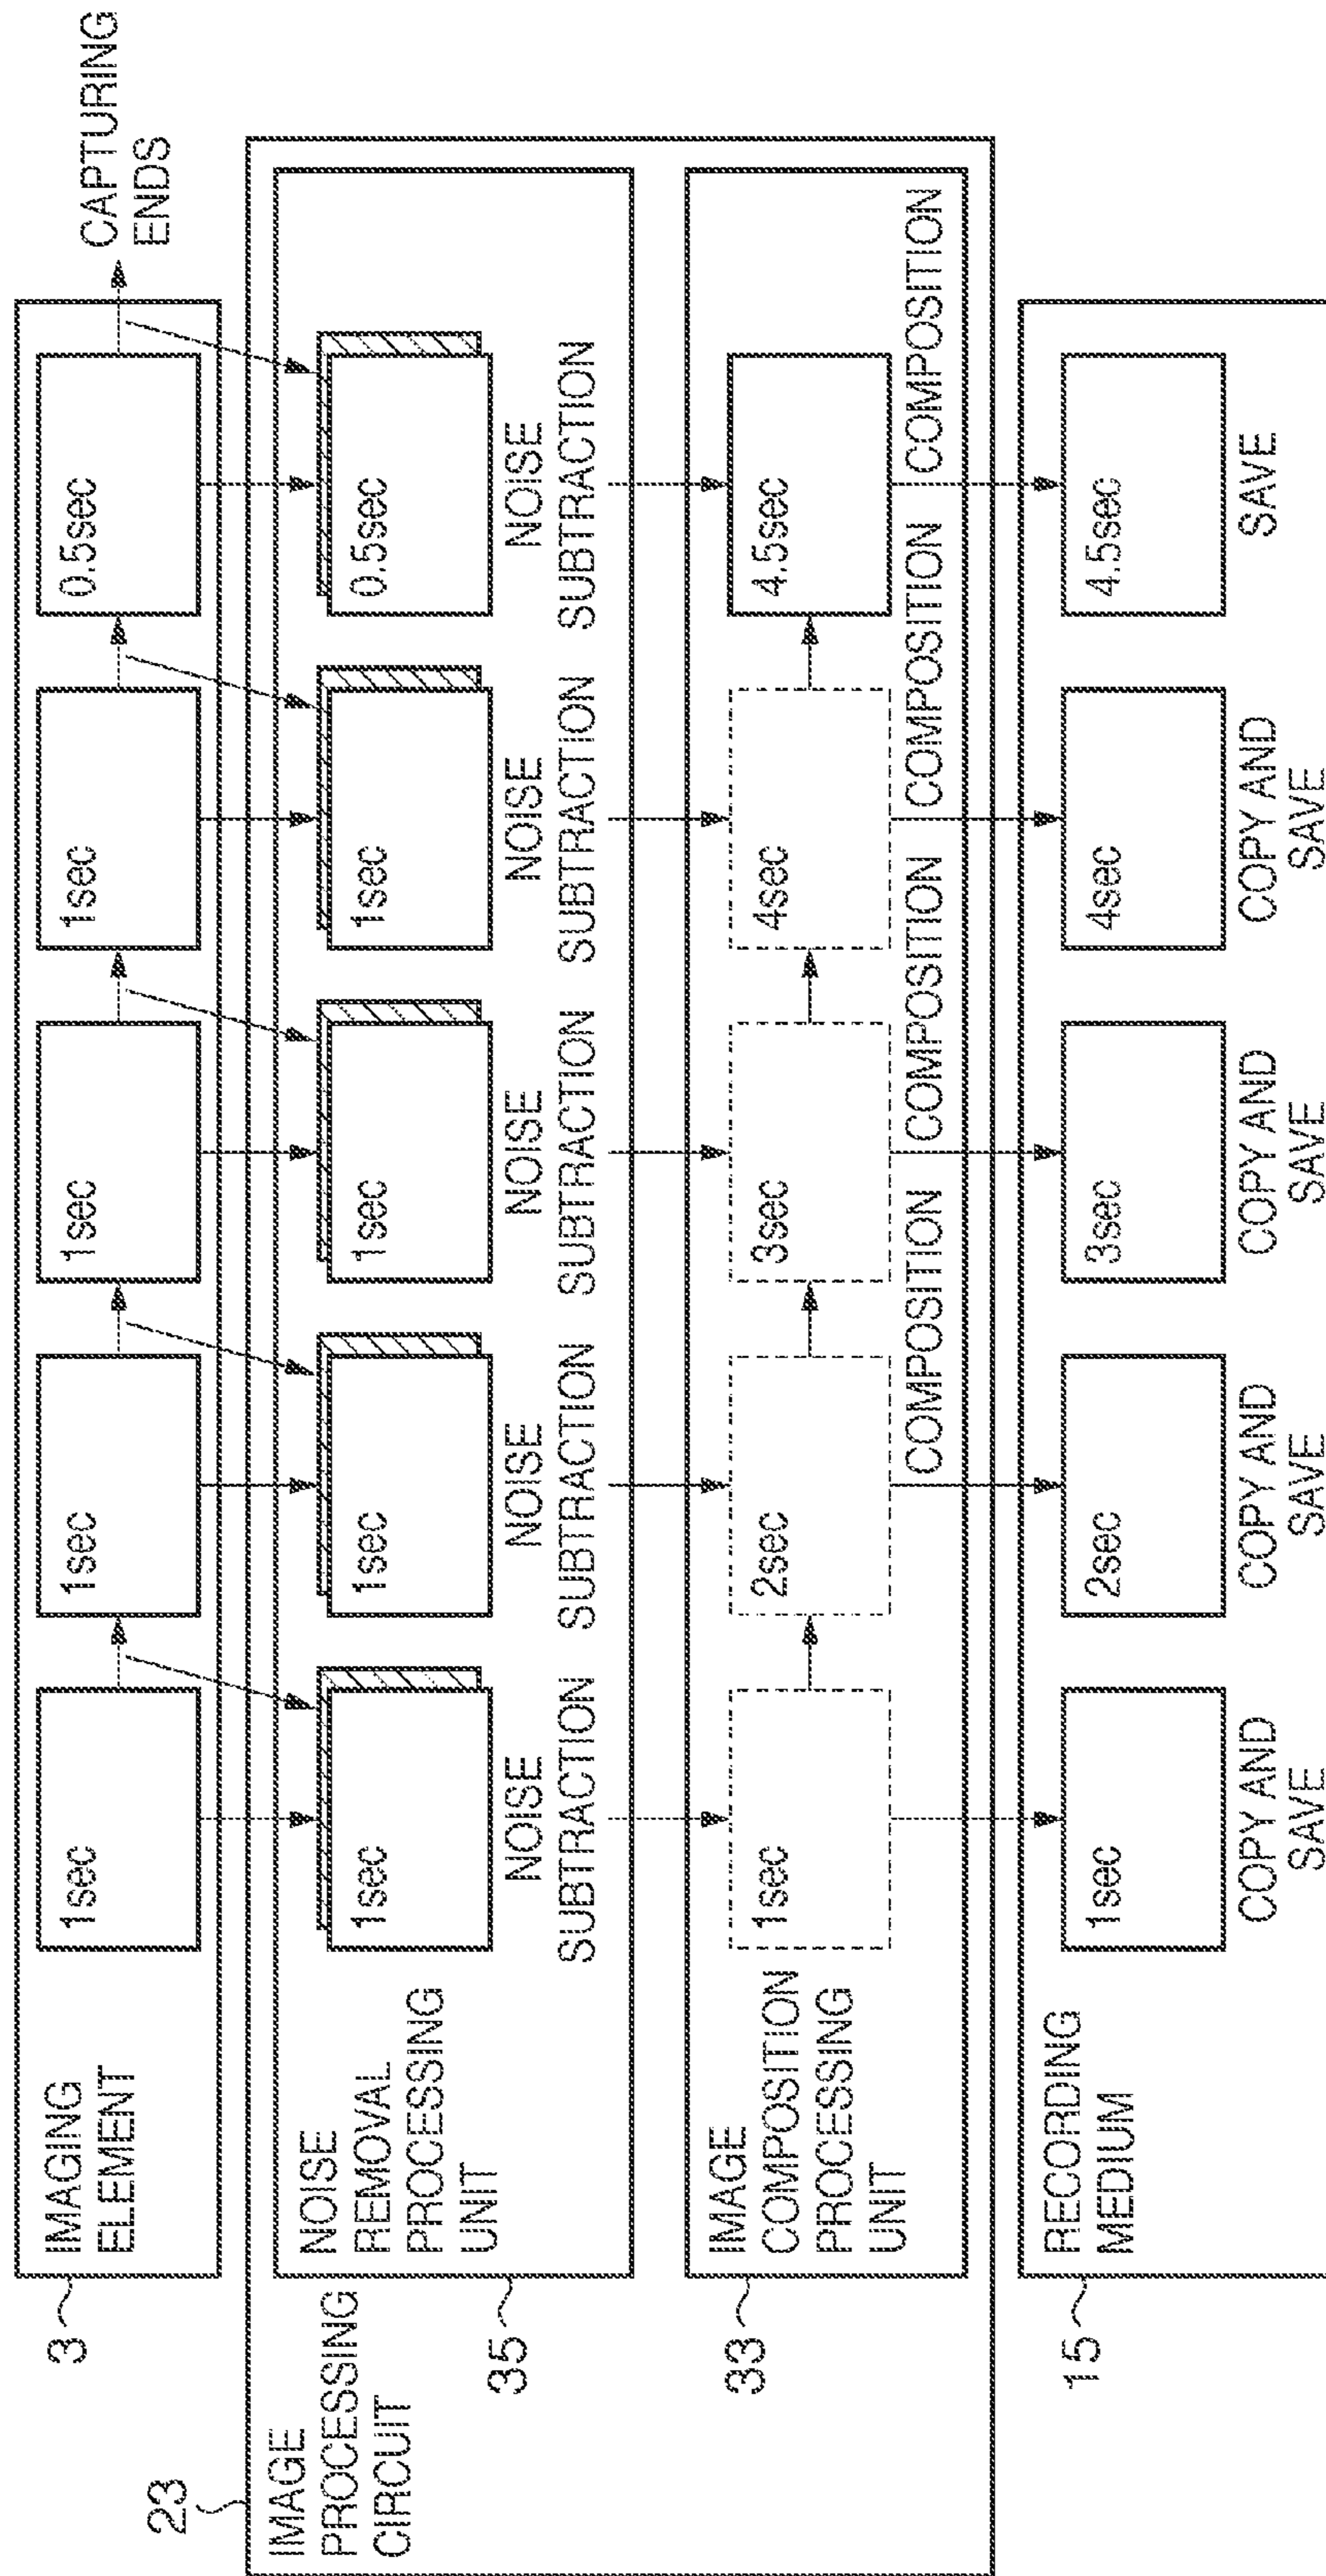 3
IMAGING
ELEMENT
1sec
1sec
1sec
1sec
0.5sec
CAPTURING
ENDS
23
IMAGE
PROCESSING
CIRCUIT
35
NOISE
REMOVAL
PROCESSING
UNIT
1sec
NOISE
SUBTRACTION
1sec
NOISE
SUBTRACTION
1sec
NOISE
SUBTRACTION
1sec
NOISE
SUBTRACTION
0.5sec
NOISE
SUBTRACTION
33
IMAGE
COMPOSITION
PROCESSING
UNIT
1sec
2sec
3sec
4sec
4.5sec
COMPOSITION
COMPOSITION
COMPOSITION
COMPOSITION
15
RECORDING
MEDIUM
1sec
COPY AND
SAVE
2sec
COPY AND
SAVE
3sec
COPY AND
SAVE
4sec
COPY AND
SAVE
4.5sec
SAVE